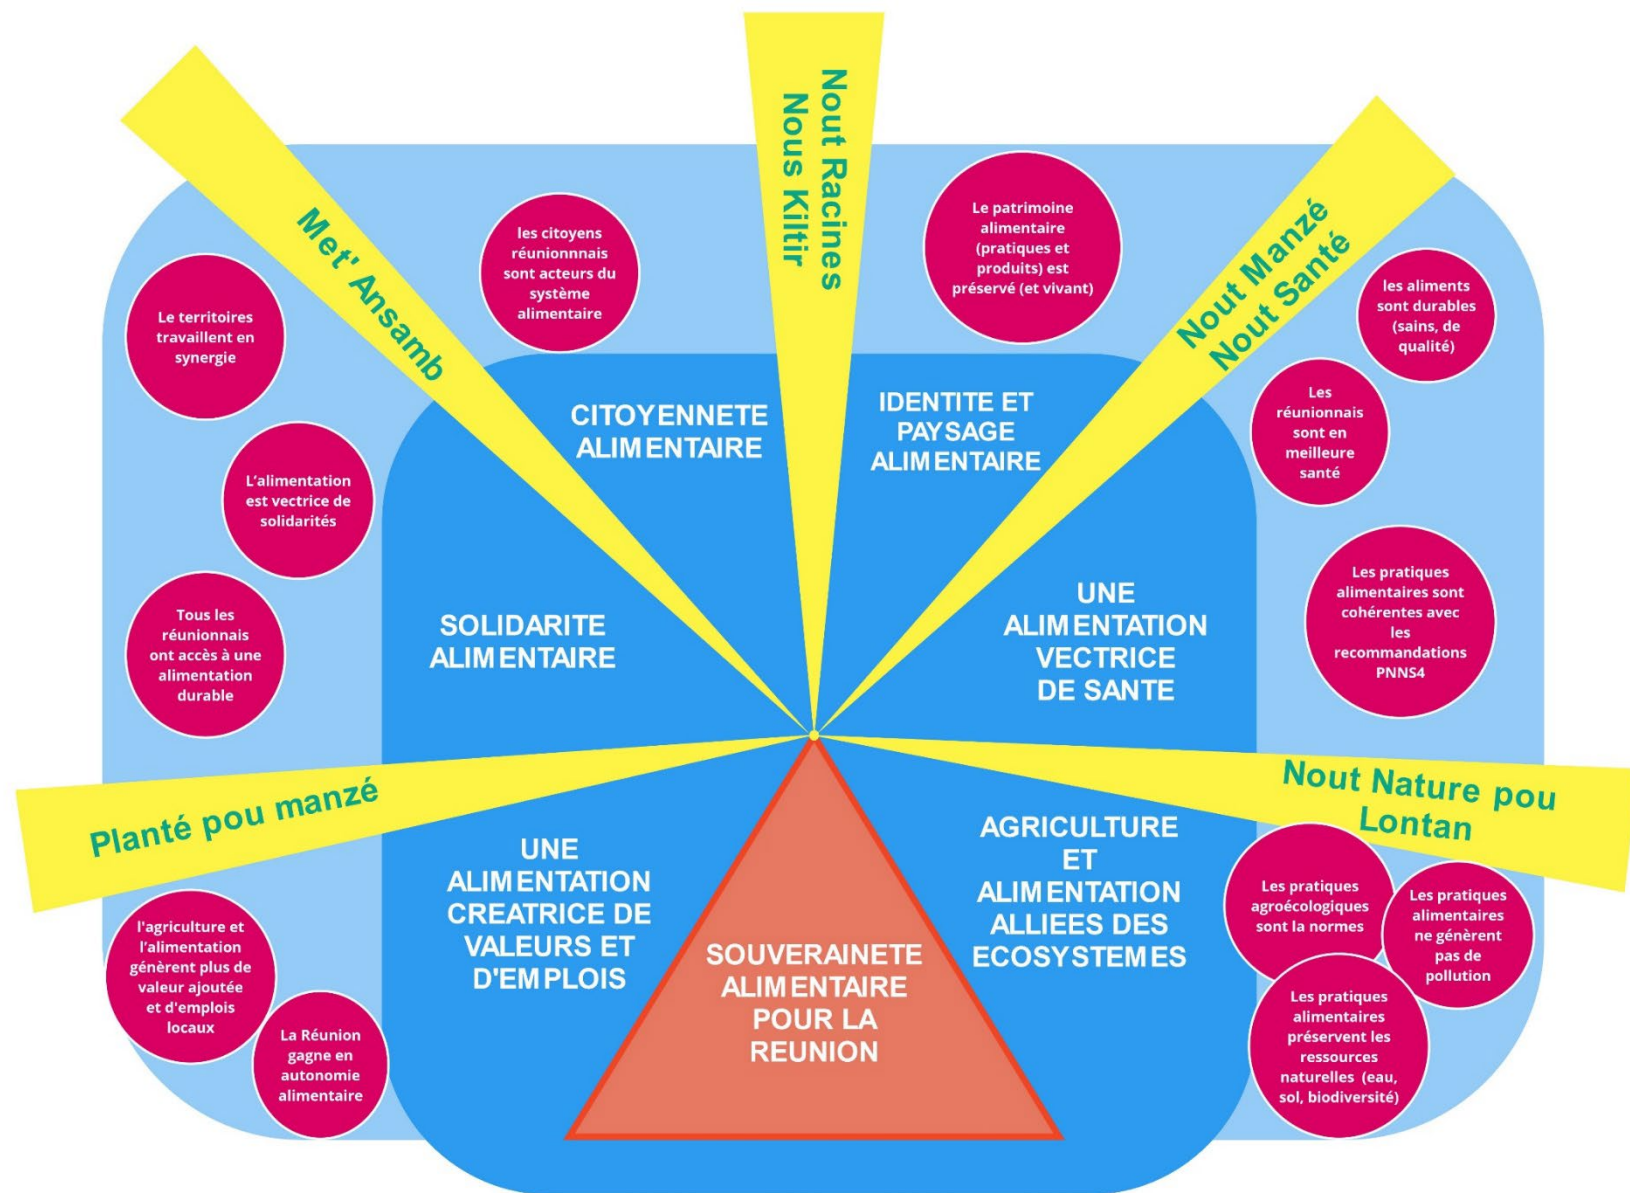 Nout Racines
Nous Kiltir
Met' Ansamb
Nout Manzé
Nout Santé
Planté pou manzé
Nout Nature pou
Lontan
les citoyens
réunionnnais
sont acteurs du
système
alimentaire
Le patrimoine
alimentaire
(pratiques et
produits) est
préservé (et vivant)
Le territoires
travaillent en
synergie
L'alimentation
est vectrice de
solidarités
Tous les
réunionnais
ont accès à une
alimentation
durable
les aliments
sont durables
(sains, de
qualité)
Les
réunionnais
sont en
meilleure
santé
Les pratiques
alimentaires sont
cohérentes avec
les
recommandations
PNNS4
CITOYENNETE
ALIMENTAIRE
IDENTITE ET
PAYSAGE
ALIMENTAIRE
SOLIDARITE
ALIMENTAIRE
UNE
ALIMENTATION
VECTRICE
DE SANTE
UNE
ALIMENTATION
CREATRICE DE
VALEURS ET
D'EMPLOIS
AGRICULTURE
ET
ALIMENTATION
ALLIEES DES
ECOSYSTEMES
SOUVERAINETE
ALIMENTAIRE
POUR LA
REUNION
l'agriculture et
l'alimentation
génèrent plus de
valeur ajoutée
et d'emplois
locaux
La Réunion
gagne en
autonomie
alimentaire
Les pratiques
agroécologiques
sont la normes
Les pratiques
alimentaires
ne génèrent
pas de
pollution
Les pratiques
alimentaires
préservent les
ressources
naturelles (eau,
sol, biodiversité)